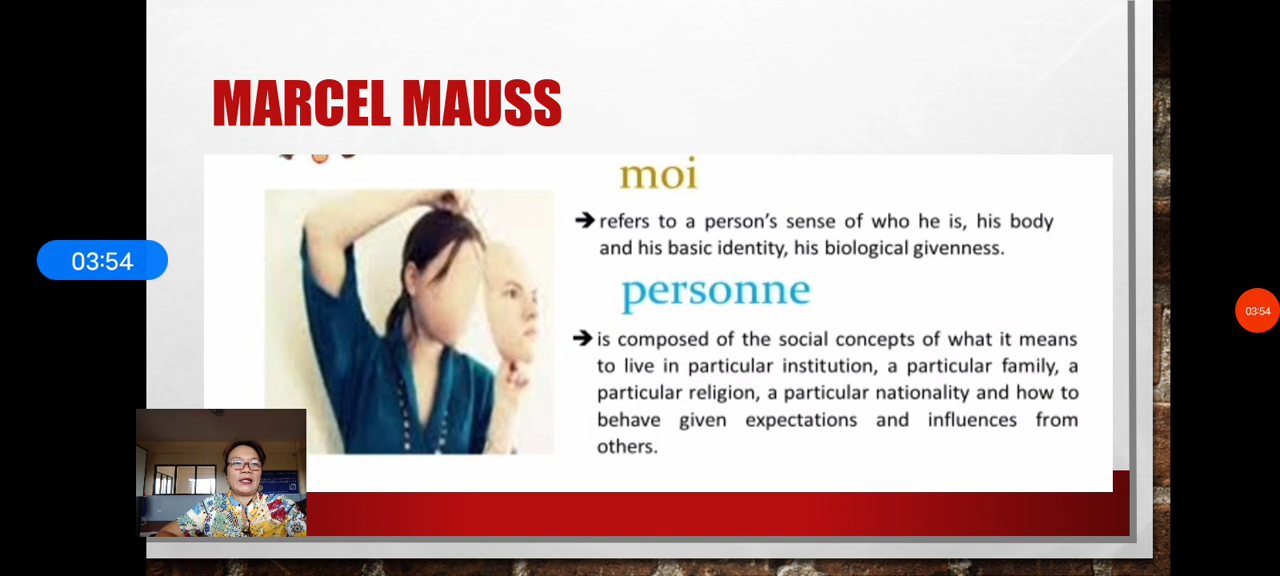 MARCEL MAUSS
moi
➔ refers to a person's sense of who he is, his body
and his basic identity, his biological givenness.
personne
➔ is composed of the social concepts of what it means
to live in particular institution, a particular family, a
particular religion, a particular nationality and how to
behave given expectations and influences from
others.
03:54
03:54